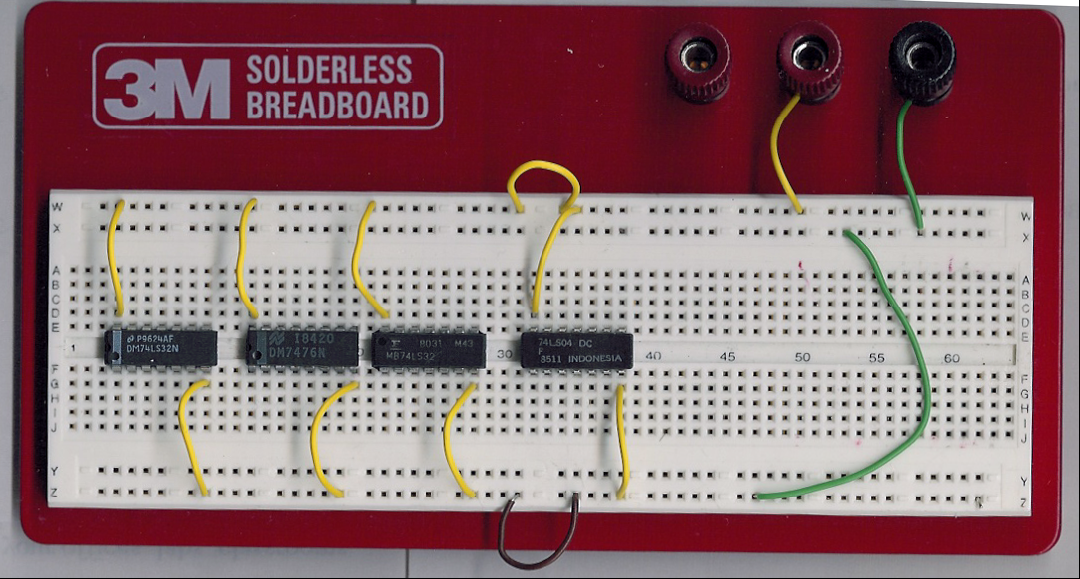 3M SOLDERLESS
BREADBOARD
W
X
W
X
A
B
C
D
E
A
B
C
D
E
P9624AF
DM74LS32N
18420
DM7476N
8031 M43
MB74LS32
74LS04 DC
F
8511 INDONESIA
1
30
40
45
50
55
60
F
G
H
I
J
F
G
H
I
J
Y
Z
Y
Z